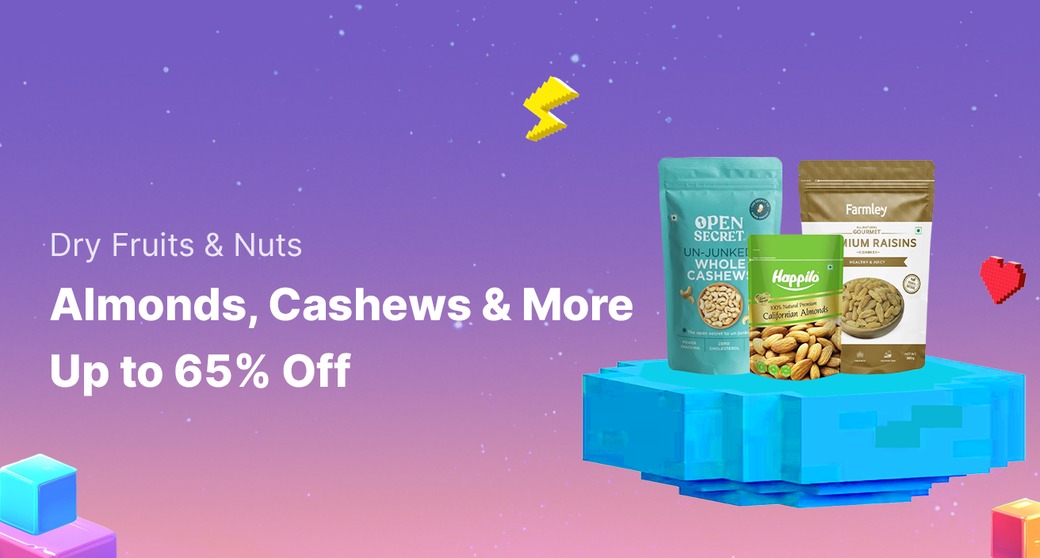 Dry Fruits & Nuts
Almonds, Cashews & More
Up to 65% Off
OPEN
SECRET
UN-JUNKED
WHOLE
CASHEWS
Happilo
100% Natural Premium
Californian Almonds
Farmley
GOURMET
MIUM RAISINS
HEALTHY & JUICY